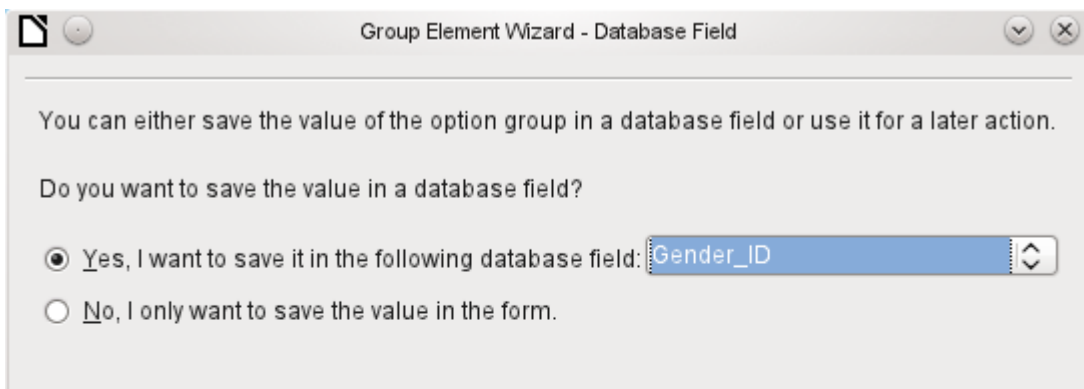 Group Element Wizard - Database Field
You can either save the value of the option group in a database field or use it for a later action.
Do you want to save the value in a database field?
Yes, I want to save it in the following database field: Gender_ID
No, I only want to save the value in the form.